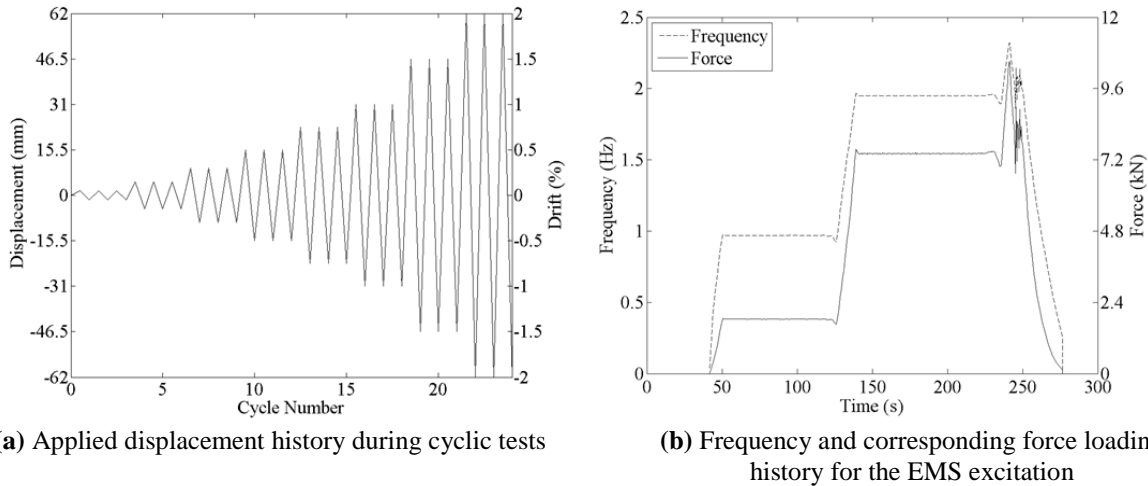 62
46.5
31
15.5
0
-15.5
-31
-46.5
-62
Displacement (mm)
2
1.5
1
0.5
0
-0.5
-1
-1.5
-2
Drift (%)
0 5 10 15 20
Cycle Number
(a) Applied displacement history during cyclic tests
2.5
2
1.5
1
0.5
0
Frequency (Hz)
Frequency
Force
12
9.6
7.2
4.8
2.4
0
Force (kN)
0 50 100 150 200 250 300
Time (s)
(b) Frequency and corresponding force loadin
history for the EMS excitation